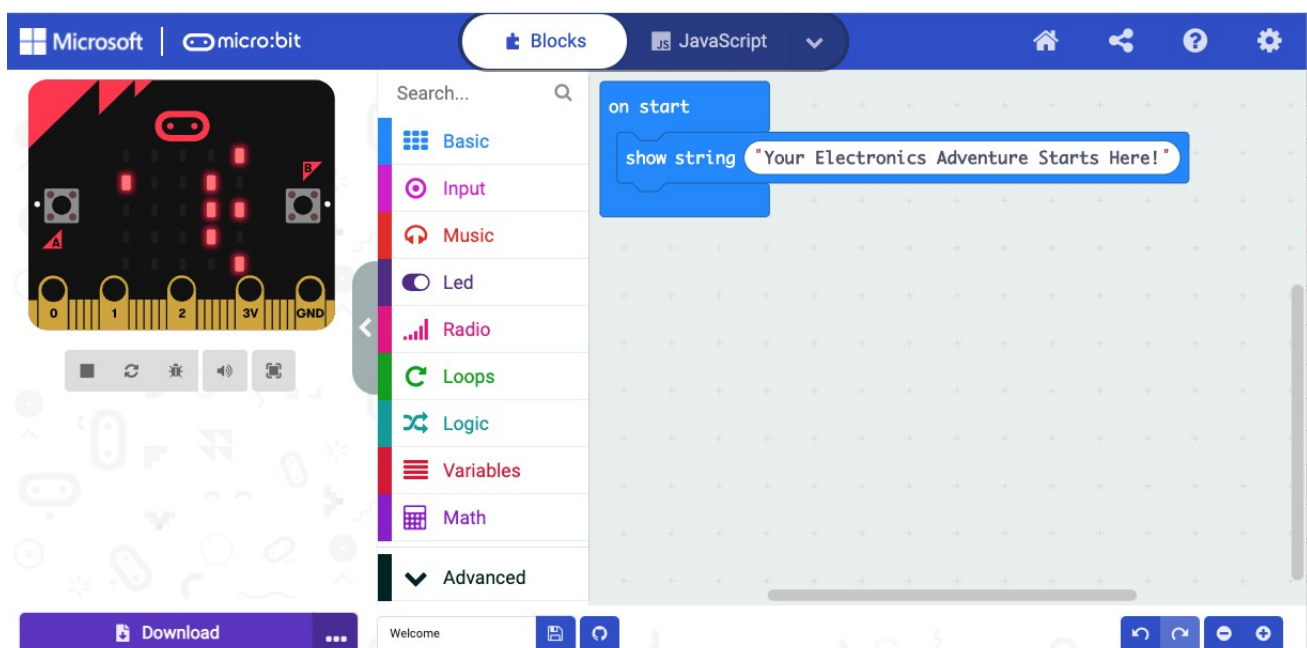 Microsoft micro:bit Blocks JS JavaScript
Search...
Basic
Input
Music
Led
Radio
Loops
Logic
Variables
Math
Advanced
on start
show string "Your Electronics Adventure Starts Here!"
B
A
0 1 2 3V GND
Download ...
Welcome